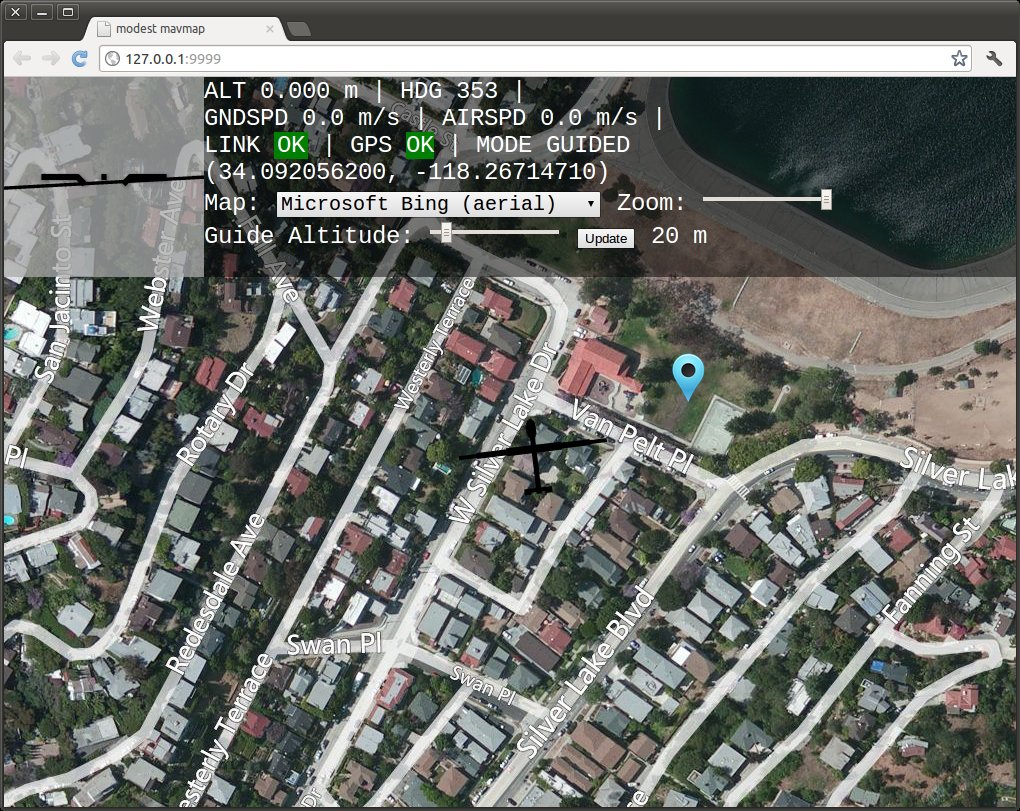 modest mavmap
127.0.0.1:9999
ALT 0.000 m | HDG 353 |
GNDSPD 0.0 m/s | AIRSPD 0.0 m/s |
LINK OK | GPS OK | MODE GUIDED
(34.092056200, -118.26714710)
Map: Microsoft Bing (aerial) Zoom:
Guide Altitude: Update 20 m
San Jacinto St
Webster Ave
Fall Ave
Rotary Dr
Westerly Terrace
W Silver Lake Dr
Van Pelt Pl
Silver Lak
Pl
Redesdale Ave
Fanning St
Swan Pl
Swan Pl
Silver Lake Blvd
esterly Terrace
Dr